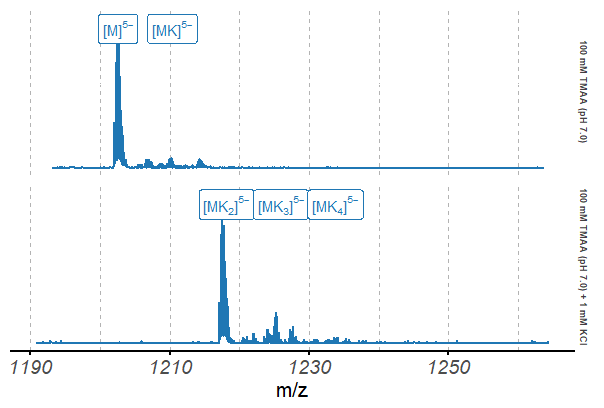 [M]⁵⁻ [MK]⁵⁻
100 mM TMAA (pH 7.0)
[MK₂]⁵⁻ [MK₃]⁵⁻ [MK₄]⁵⁻
100 mM TMAA (pH 7.0) + 1 mM KCl
1190 1210 1230 1250
m/z